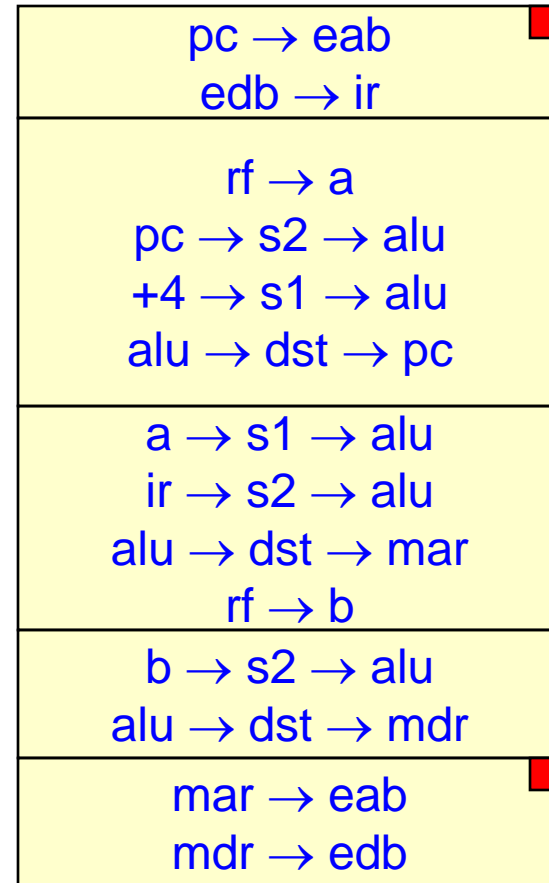 pc → eab
edb → ir
rf → a
pc → s2 → alu
+4 → s1 → alu
alu → dst → pc
a → s1 → alu
ir → s2 → alu
alu → dst → mar
rf → b
b → s2 → alu
alu → dst → mdr
mar → eab
mdr → edb